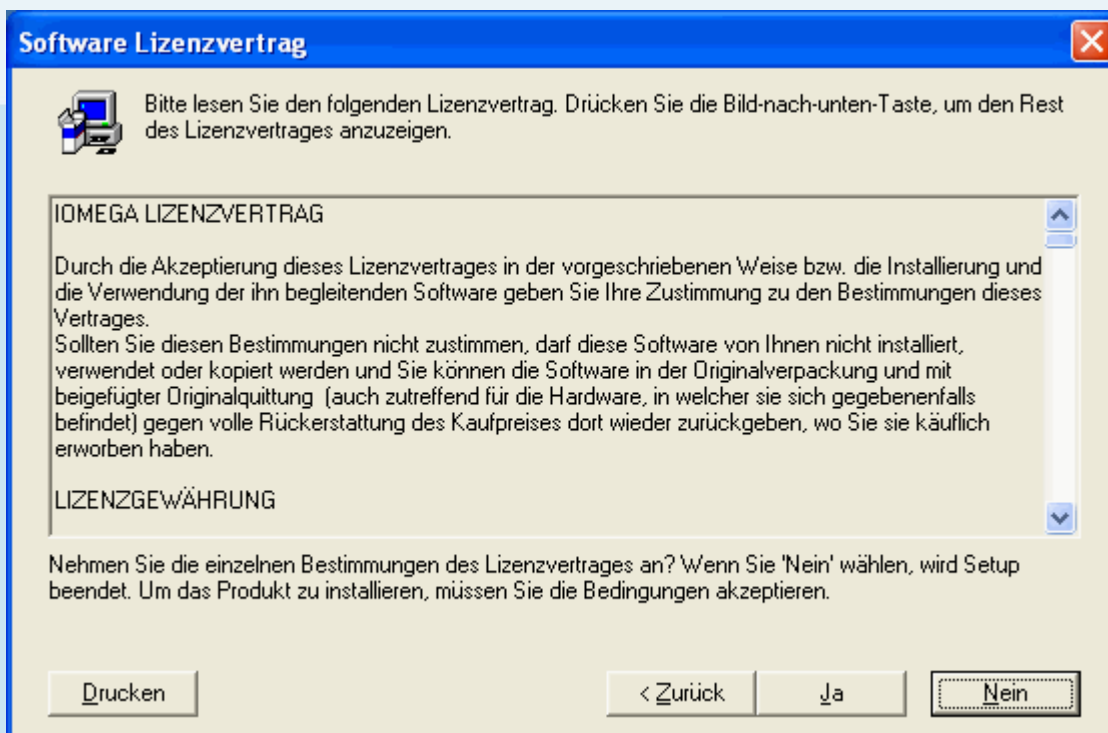 Software Lizenzvertrag
Bitte lesen Sie den folgenden Lizenzvertrag. Drücken Sie die Bild-nach-unten-Taste, um den Rest
des Lizenzvertrages anzuzeigen.
IOMEGA LIZENZVERTRAG
Durch die Akzeptierung dieses Lizenzvertrages in der vorgeschriebenen Weise bzw. die Installierung und
die Verwendung der ihn begleitenden Software geben Sie Ihre Zustimmung zu den Bestimmungen dieses
Vertrages.
Sollten Sie diesen Bestimmungen nicht zustimmen, darf diese Software von Ihnen nicht installiert,
verwendet oder kopiert werden und Sie können die Software in der Originalverpackung und mit
beigefügter Originalquittung  (auch zutreffend für die Hardware, in welcher sie sich gegebenenfalls
befindet) gegen volle Rückerstattung des Kaufpreises dort wieder zurückgeben, wo Sie sie käuflich
erworben haben.
LIZENZGEWÄHRUNG
Nehmen Sie die einzelnen Bestimmungen des Lizenzvertrages an? Wenn Sie 'Nein' wählen, wird Setup
beendet. Um das Produkt zu installieren, müssen Sie die Bedingungen akzeptieren.
Drucken
< Zurück
Ja
Nein